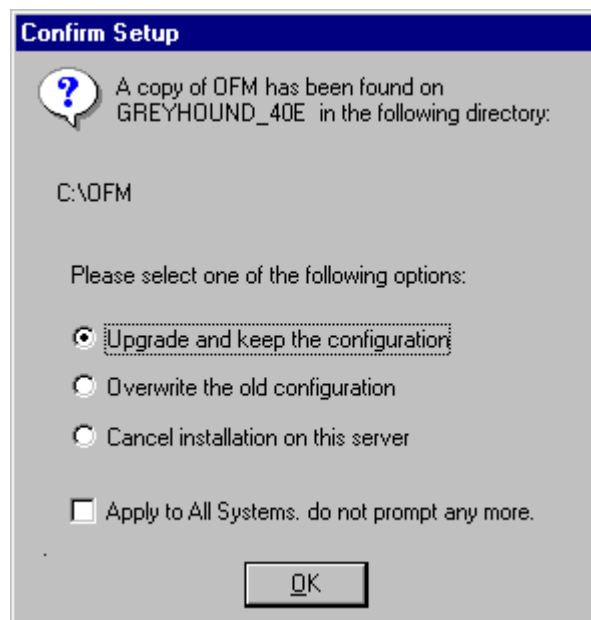 Confirm Setup
?
A copy of OFM has been found on
GREYHOUND_40E in the following directory:
C:\OFM
Please select one of the following options:
Upgrade and keep the configuration
Overwrite the old configuration
Cancel installation on this server
Apply to All Systems. do not prompt any more.
OK